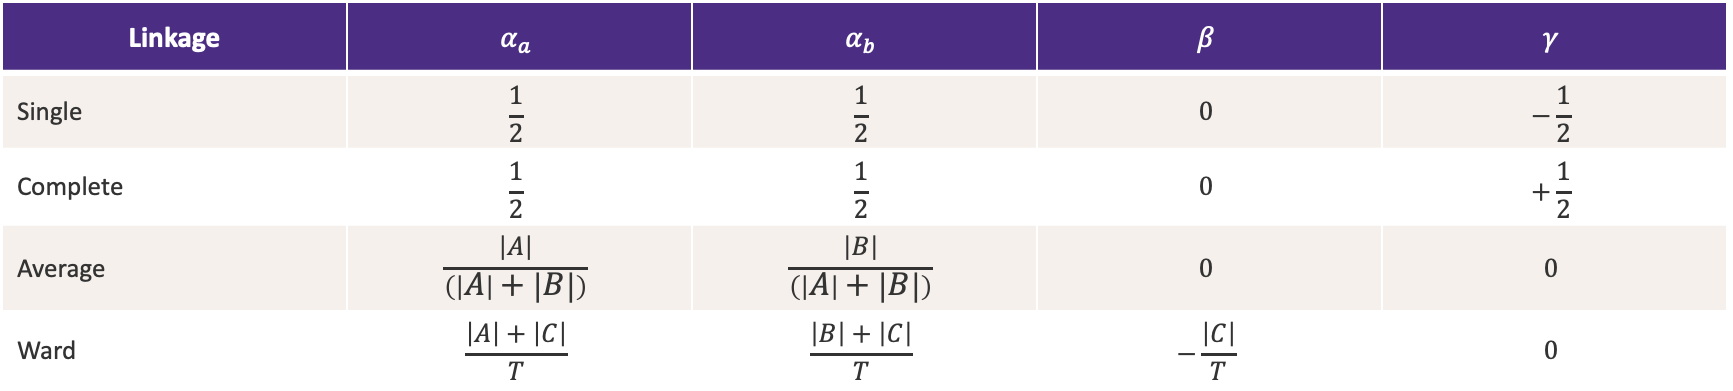 Linkage αₐ α_b β γ
Single 1/2 1/2 0 −1/2
Complete 1/2 1/2 0 +1/2
Average |A|/(|A| + |B|) |B|/(|A| + |B|) 0 0
Ward (|A| + |C|)/T (|B| + |C|)/T −|C|/T 0